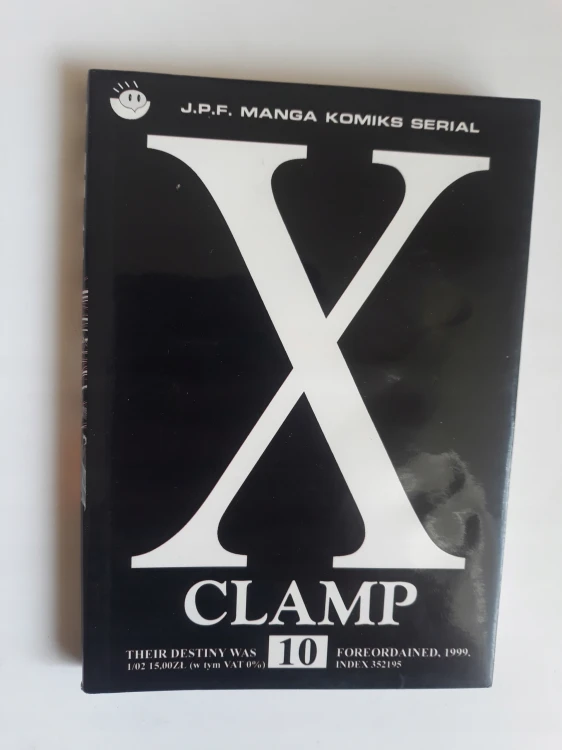 J.P.F. MANGA KOMIKS SERIAL
X
CLAMP
THEIR DESTINY WAS 10 FOREORDAINED, 1999.
1/02 15,00ZŁ (w tym VAT 0%) INDEX 352195